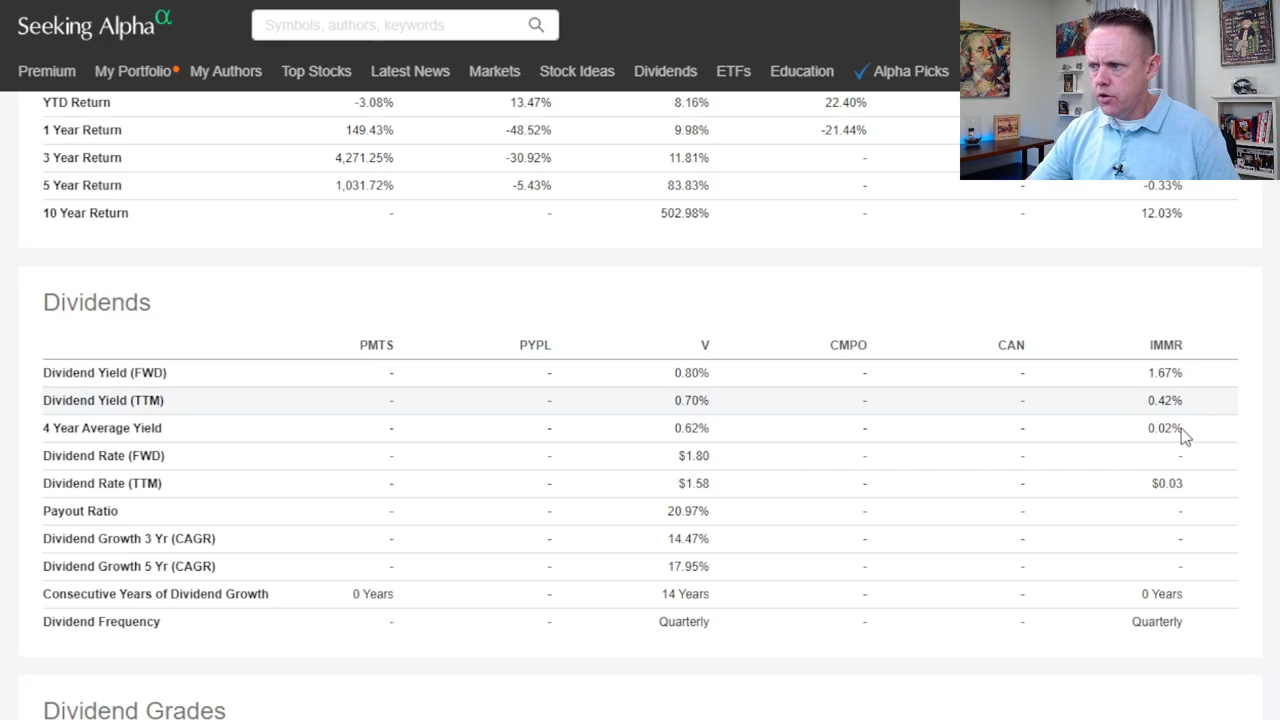 Seeking Alpha α
Symbols, authors, keywords
Premium My Portfolio My Authors Top Stocks Latest News Markets Stock Ideas Dividends ETFs Education Alpha Picks
YTD Return -3.08% 13.47% 8.16% 22.40%
1 Year Return 149.43% -48.52% 9.98% -21.44%
3 Year Return 4,271.25% -30.92% 11.81% -
5 Year Return 1,031.72% -5.43% 83.83% - - -0.33%
10 Year Return - - 502.98% - - 12.03%
Dividends
PMTS PYPL V CMPO CAN IMMR
Dividend Yield (FWD) - - 0.80% - - 1.67%
Dividend Yield (TTM) - - 0.70% - - 0.42%
4 Year Average Yield - - 0.62% - - 0.02%
Dividend Rate (FWD) - - $1.80 - - -
Dividend Rate (TTM) - - $1.58 - - $0.03
Payout Ratio - - 20.97% - - -
Dividend Growth 3 Yr (CAGR) - - 14.47% - - -
Dividend Growth 5 Yr (CAGR) - - 17.95% - - -
Consecutive Years of Dividend Growth 0 Years - 14 Years - - 0 Years
Dividend Frequency - - Quarterly - - Quarterly
Dividend Grades